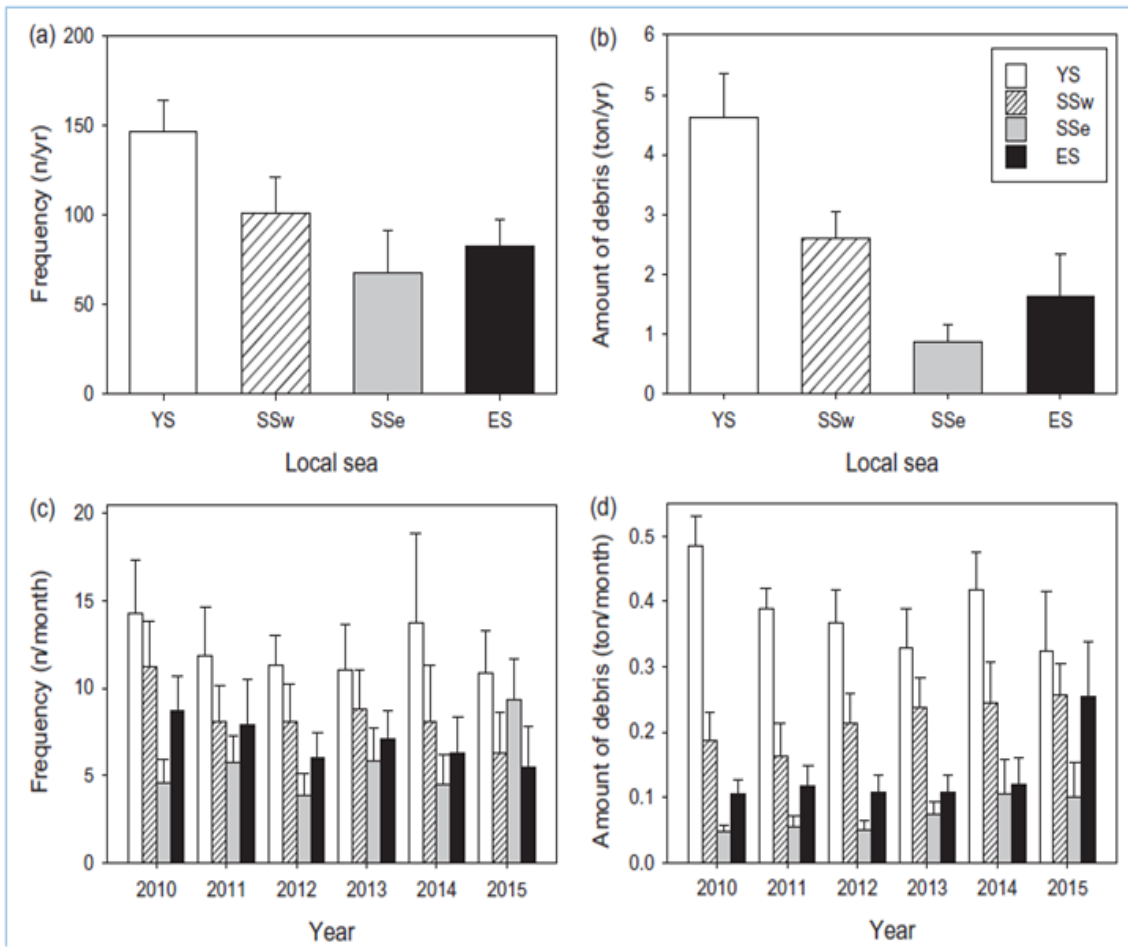 (a)
200
150
100
50
0
Frequency (n/yr)
YS SSw SSe ES
Local sea
(b)
6
5
4
3
2
1
0
Amount of debris (ton/yr)
YS
SSw
SSe
ES
YS SSw SSe ES
Local sea
(c)
20
15
10
5
0
Frequency (n/month)
2010 2011 2012 2013 2014 2015
Year
(d)
0.5
0.4
0.3
0.2
0.1
0.0
Amount of debris (ton/month)
2010 2011 2012 2013 2014 2015
Year